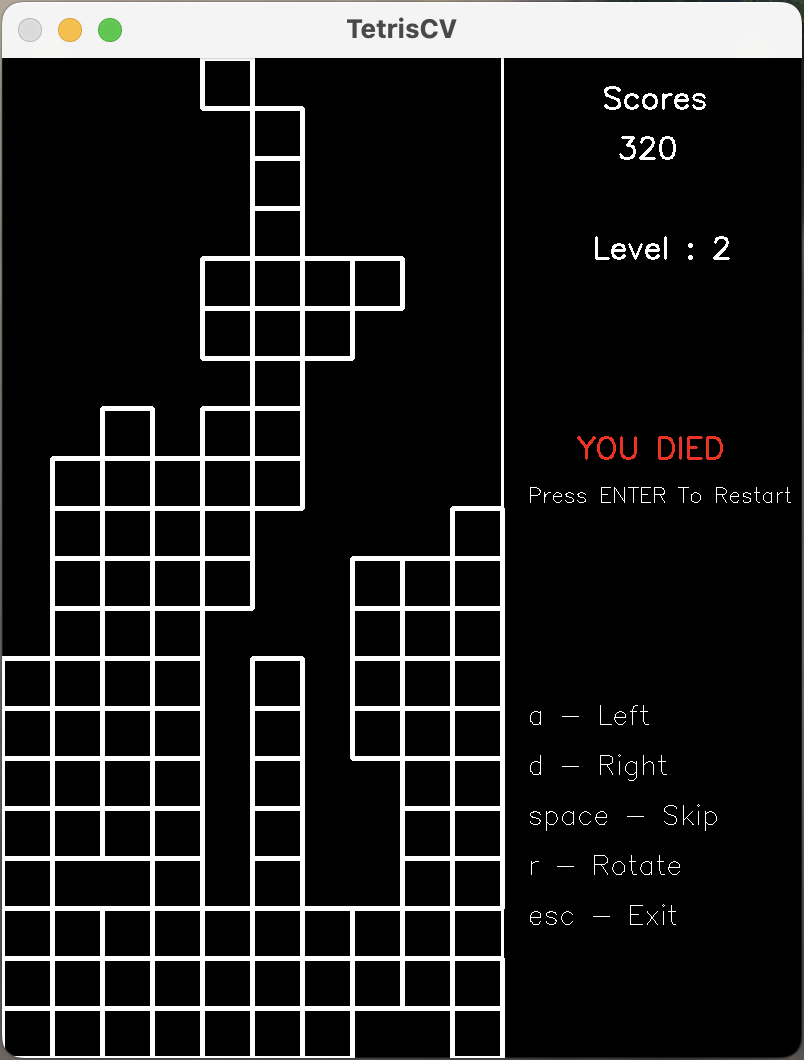 TetrisCV
Scores
320
Level : 2
YOU DIED
Press ENTER To Restart
a - Left
d - Right
space - Skip
r - Rotate
esc - Exit